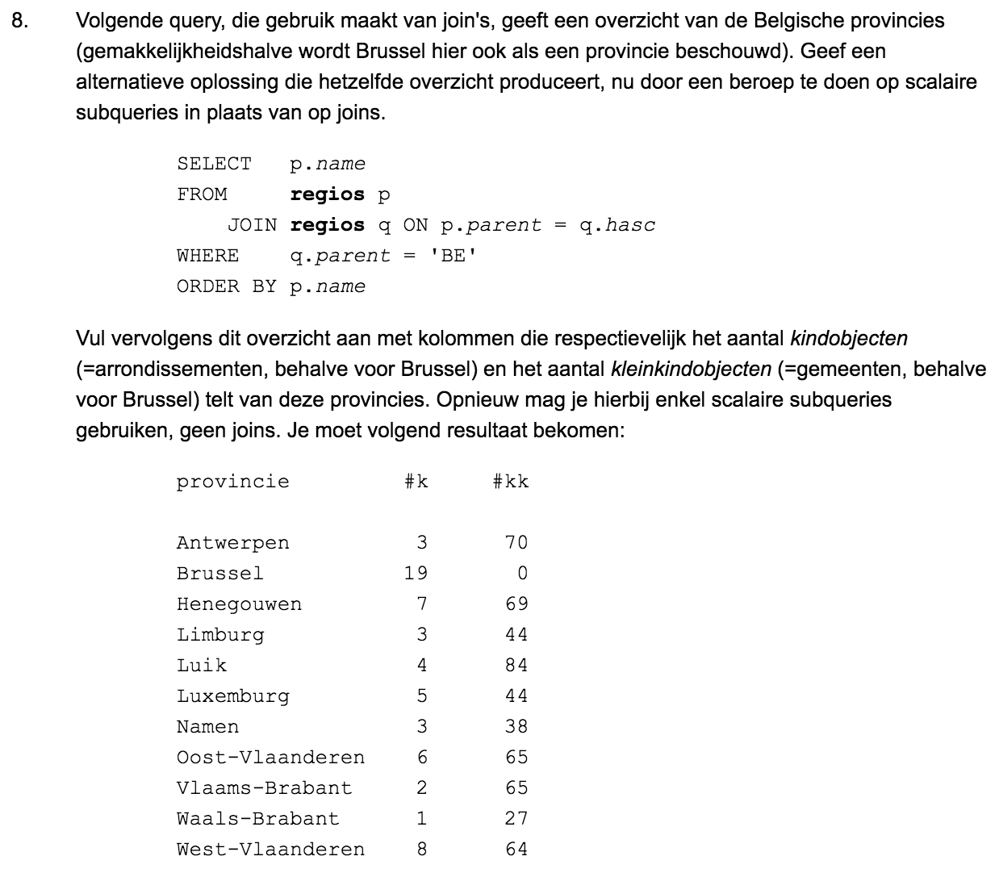 8. Volgende query, die gebruik maakt van join's, geeft een overzicht van de Belgische provincies
(gemakkelijkheidshalve wordt Brussel hier ook als een provincie beschouwd). Geef een
alternatieve oplossing die hetzelfde overzicht produceert, nu door een beroep te doen op scalaire
subqueries in plaats van op joins.
SELECT p.name
FROM regios p
JOIN regios q ON p.parent = q.hasc
WHERE q.parent = 'BE'
ORDER BY p.name
Vul vervolgens dit overzicht aan met kolommen die respectievelijk het aantal kindobjecten
(=arrondissementen, behalve voor Brussel) en het aantal kleinkindobjecten (=gemeenten, behalve
voor Brussel) telt van deze provincies. Opnieuw mag je hierbij enkel scalaire subqueries
gebruiken, geen joins. Je moet volgend resultaat bekomen:
provincie #k #kk
Antwerpen 3 70
Brussel 19 0
Henegouwen 7 69
Limburg 3 44
Luik 4 84
Luxemburg 5 44
Namen 3 38
Oost-Vlaanderen 6 65
Vlaams-Brabant 2 65
Waals-Brabant 1 27
West-Vlaanderen 8 64